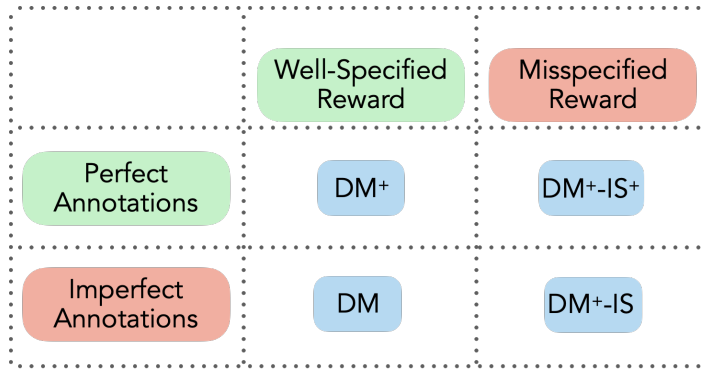 Well-Specified
Reward
Misspecified
Reward
Perfect
Annotations
DM⁺
DM⁺-IS⁺
Imperfect
Annotations
DM
DM⁺-IS